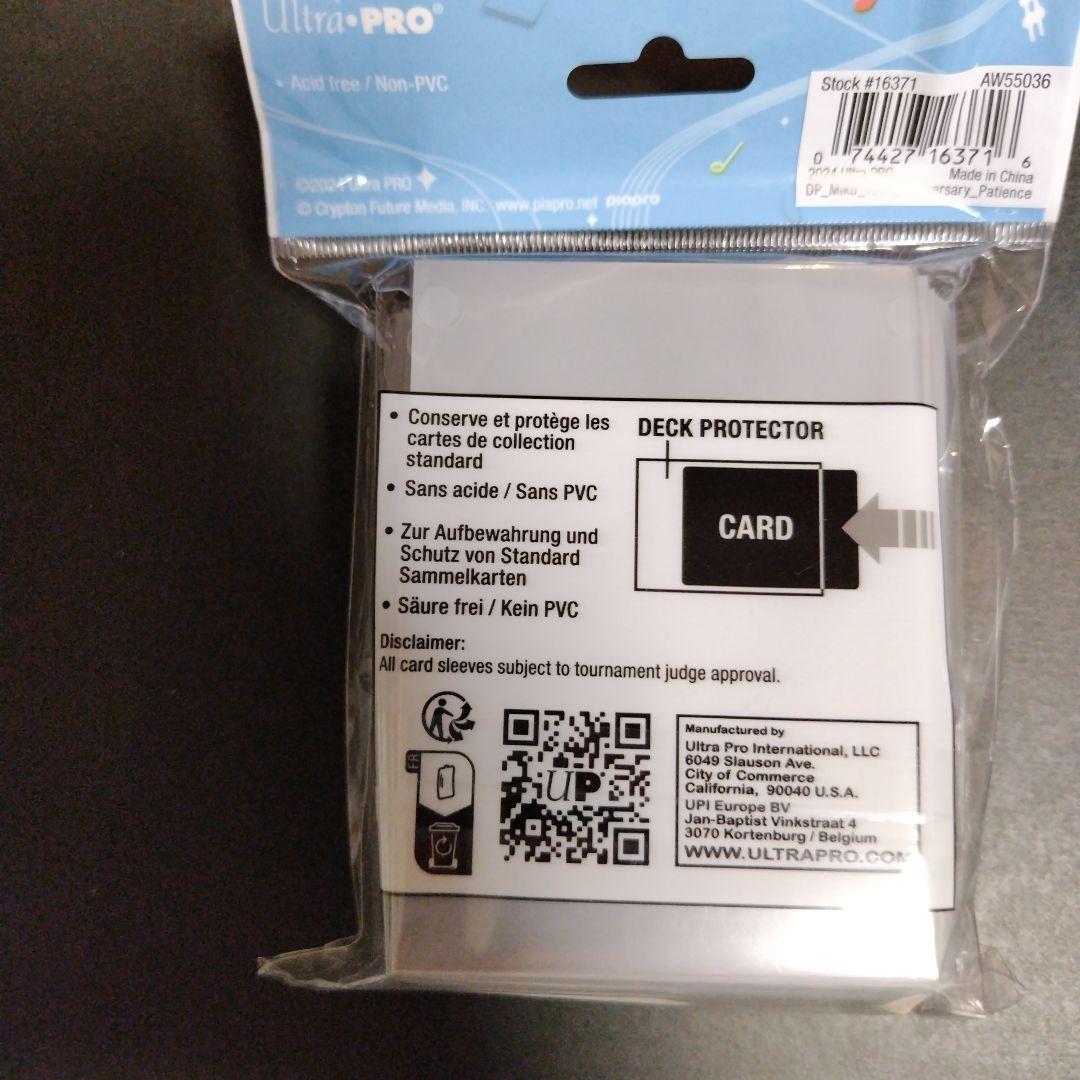 Ultra•PRO®
• Acid free / Non-PVC
Stock #16371 AW55036
0 74427 16371 6
Made in China
©2024 Ultra PRO
© Crypton Future Media, INC. www.piapro.net piapro
• Conserve et protège les
cartes de collection
standard
• Sans acide / Sans PVC
• Zur Aufbewahrung und
Schutz von Standard
Sammelkarten
• Säure frei / Kein PVC
DECK PROTECTOR
CARD
Disclaimer:
All card sleeves subject to tournament judge approval.
FR
UP
Manufactured by
Ultra Pro International, LLC
6049 Slauson Ave.
City of Commerce
California, 90040 U.S.A.
UPI Europe BV
Jan-Baptist Vinkstraat 4
3070 Kortenburg / Belgium
WWW.ULTRAPRO.COM